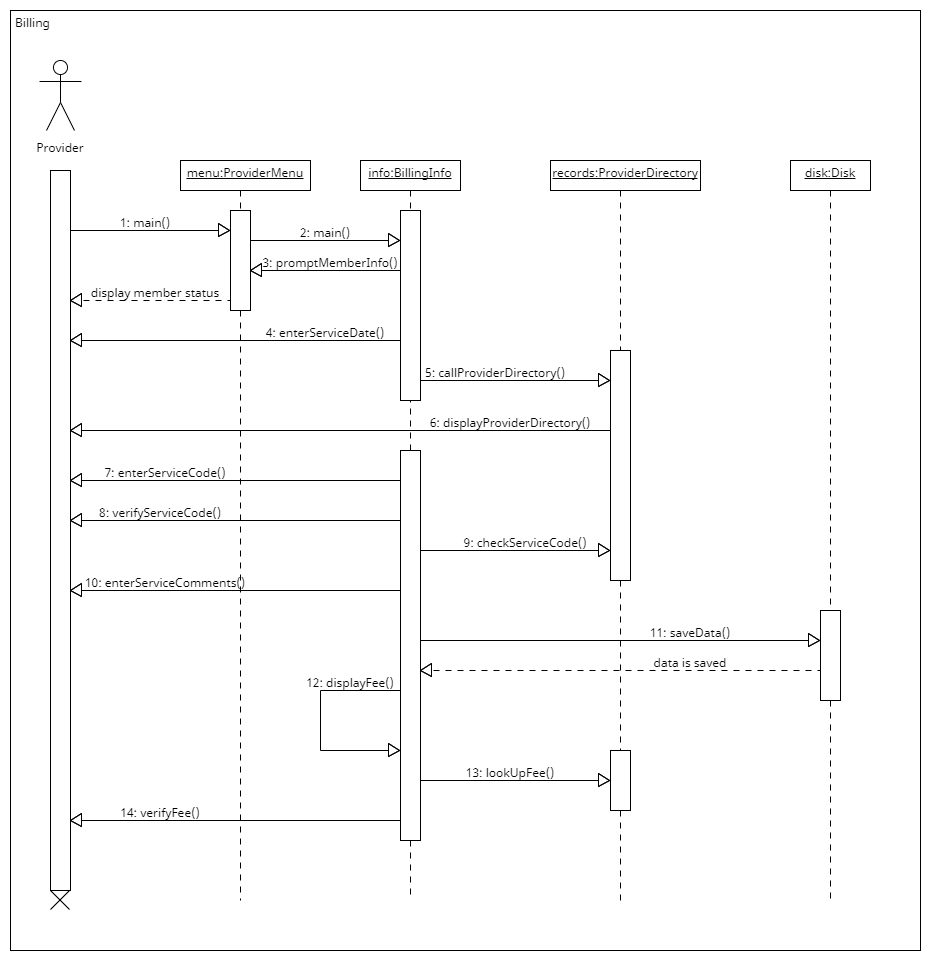 Billing
Provider
menu:ProviderMenu
info:BillingInfo
records:ProviderDirectory
disk:Disk
1: main()
2: main()
3: promptMemberInfo()
display member status
4: enterServiceDate()
5: callProviderDirectory()
6: displayProviderDirectory()
7: enterServiceCode()
8: verifyServiceCode()
9: checkServiceCode()
10: enterServiceComments()
11: saveData()
data is saved
12: displayFee()
13: lookUpFee()
14: verifyFee()